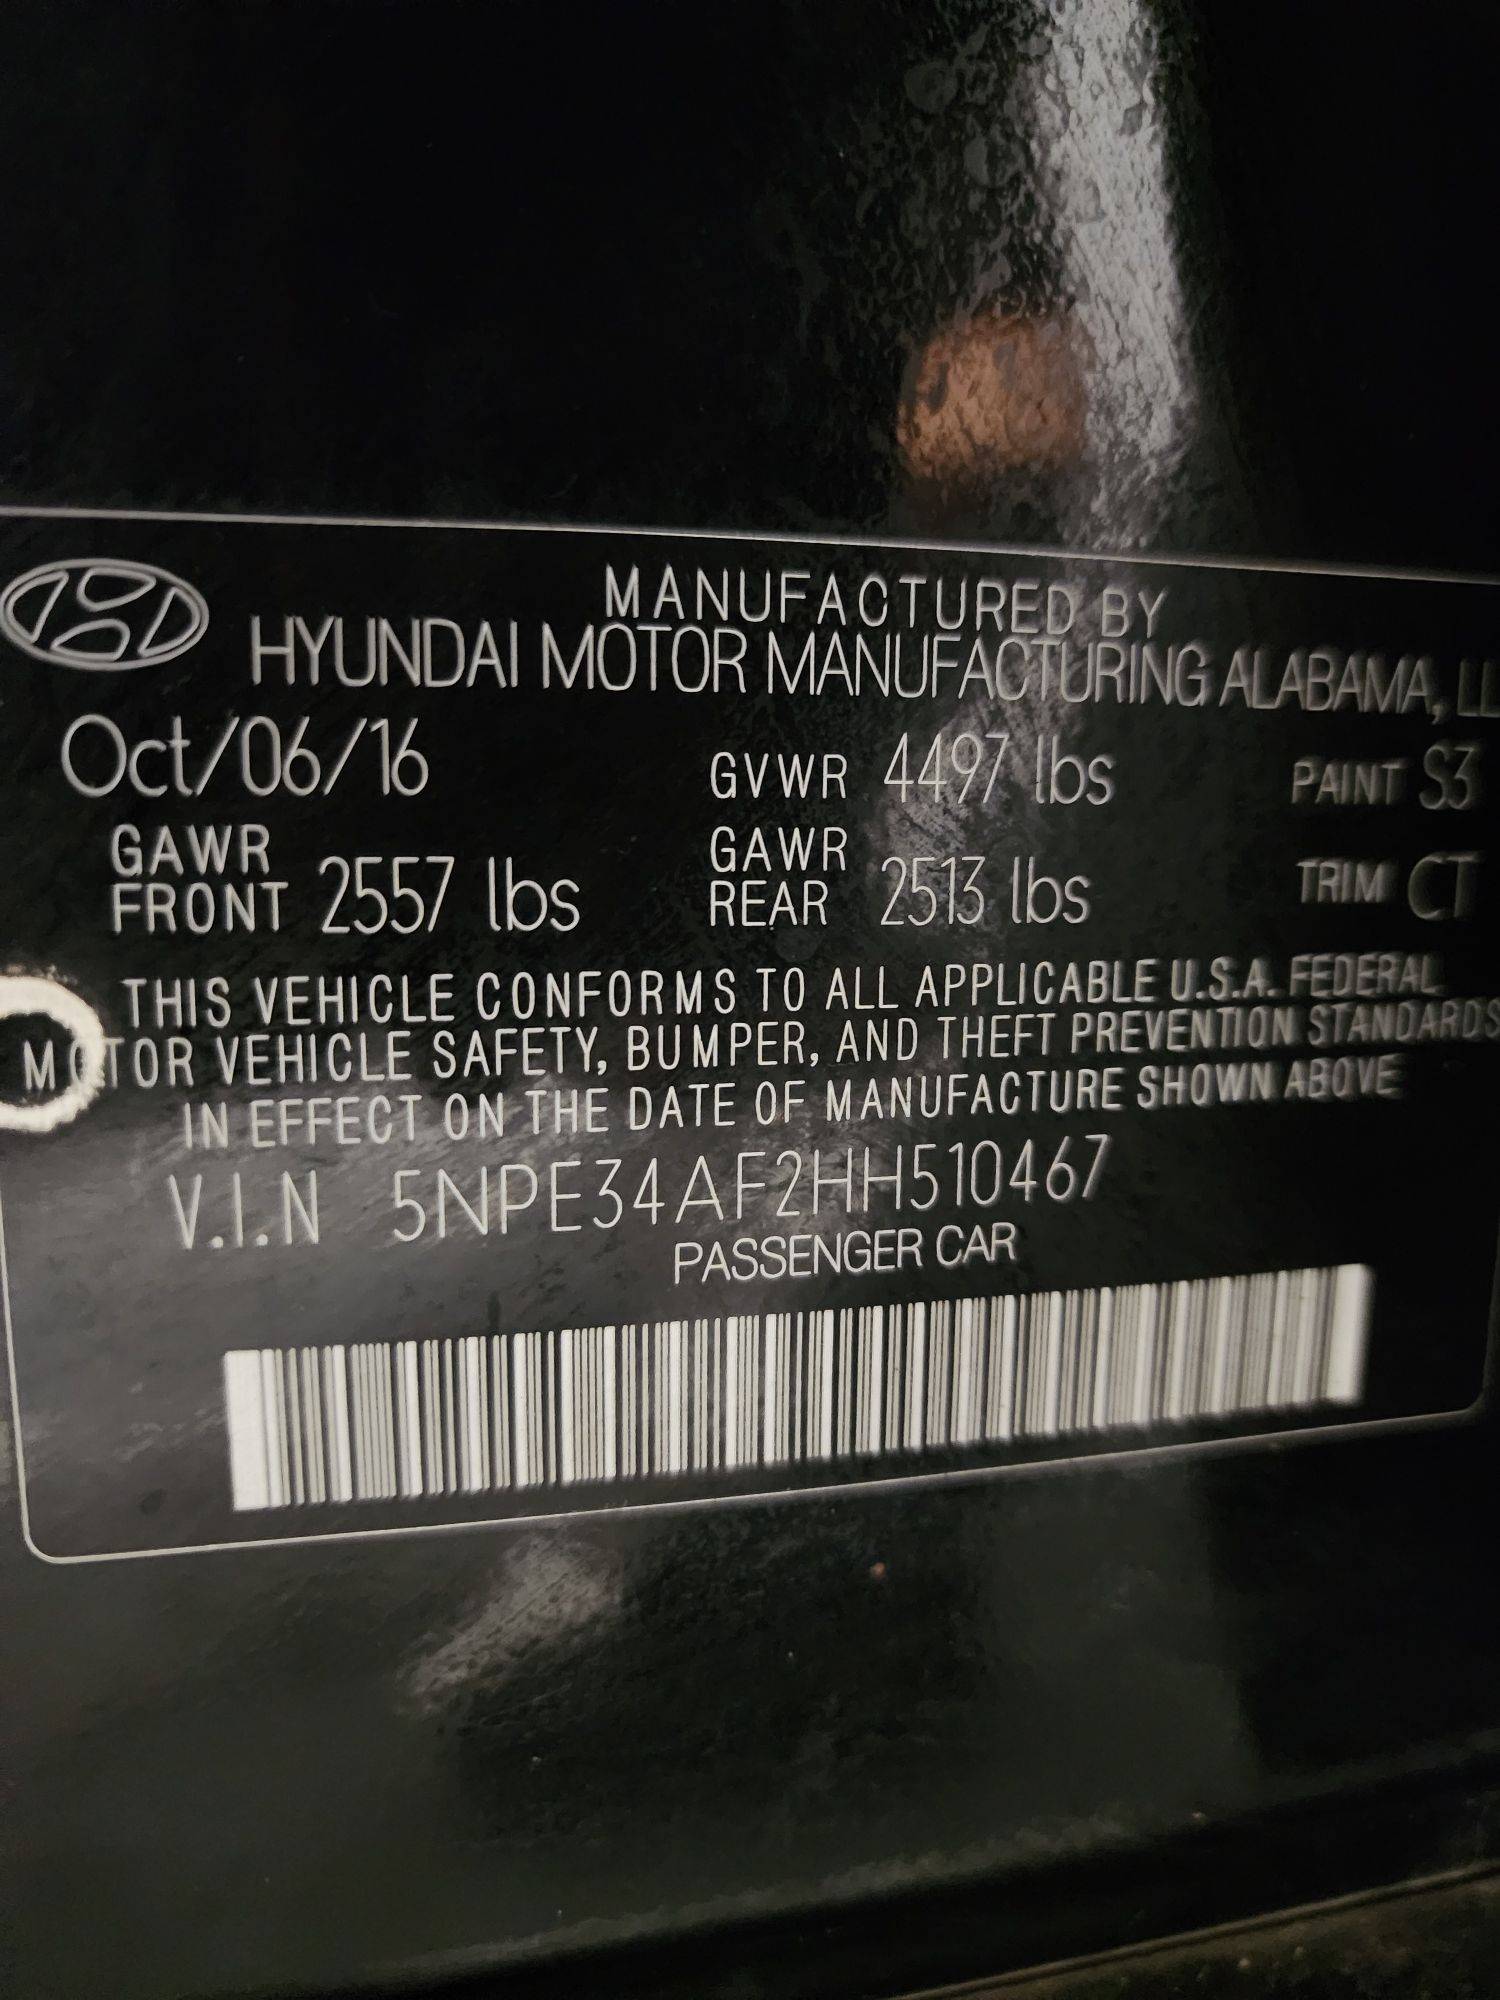 MANUFACTURED BY
HYUNDAI MOTOR MANUFACTURING ALABAMA, LL
Oct/06/16 GVWR 4497 lbs PAINT S3
GAWR FRONT 2557 lbs GAWR REAR 2513 lbs TRIM CT
THIS VEHICLE CONFORMS TO ALL APPLICABLE U.S.A. FEDERAL
MOTOR VEHICLE SAFETY, BUMPER, AND THEFT PREVENTION STANDARDS
IN EFFECT ON THE DATE OF MANUFACTURE SHOWN ABOVE
V.I.N 5NPE34AF2HH510467
PASSENGER CAR